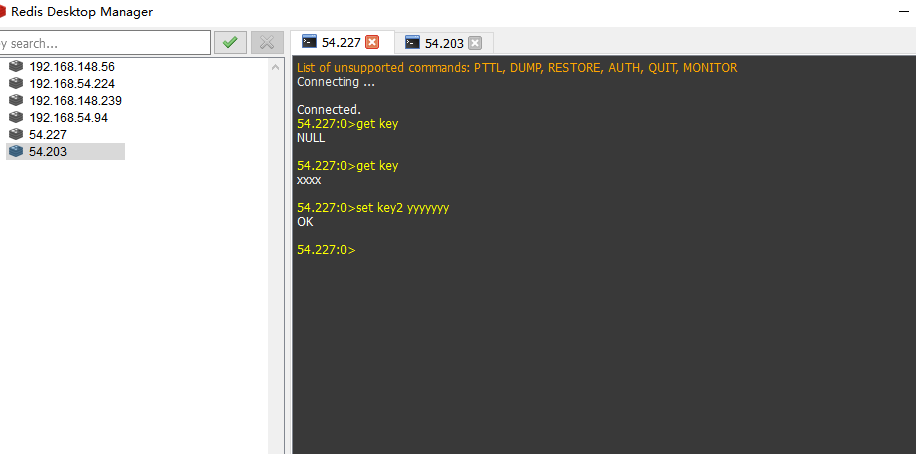 Redis Desktop Manager
y search...
192.168.148.56
192.168.54.224
192.168.148.239
192.168.54.94
54.227
54.203
54.227 54.203
List of unsupported commands: PTTL, DUMP, RESTORE, AUTH, QUIT, MONITOR
Connecting ...
Connected.
54.227:0>get key
NULL
54.227:0>get key
xxxx
54.227:0>set key2 yyyyyyy
OK
54.227:0>